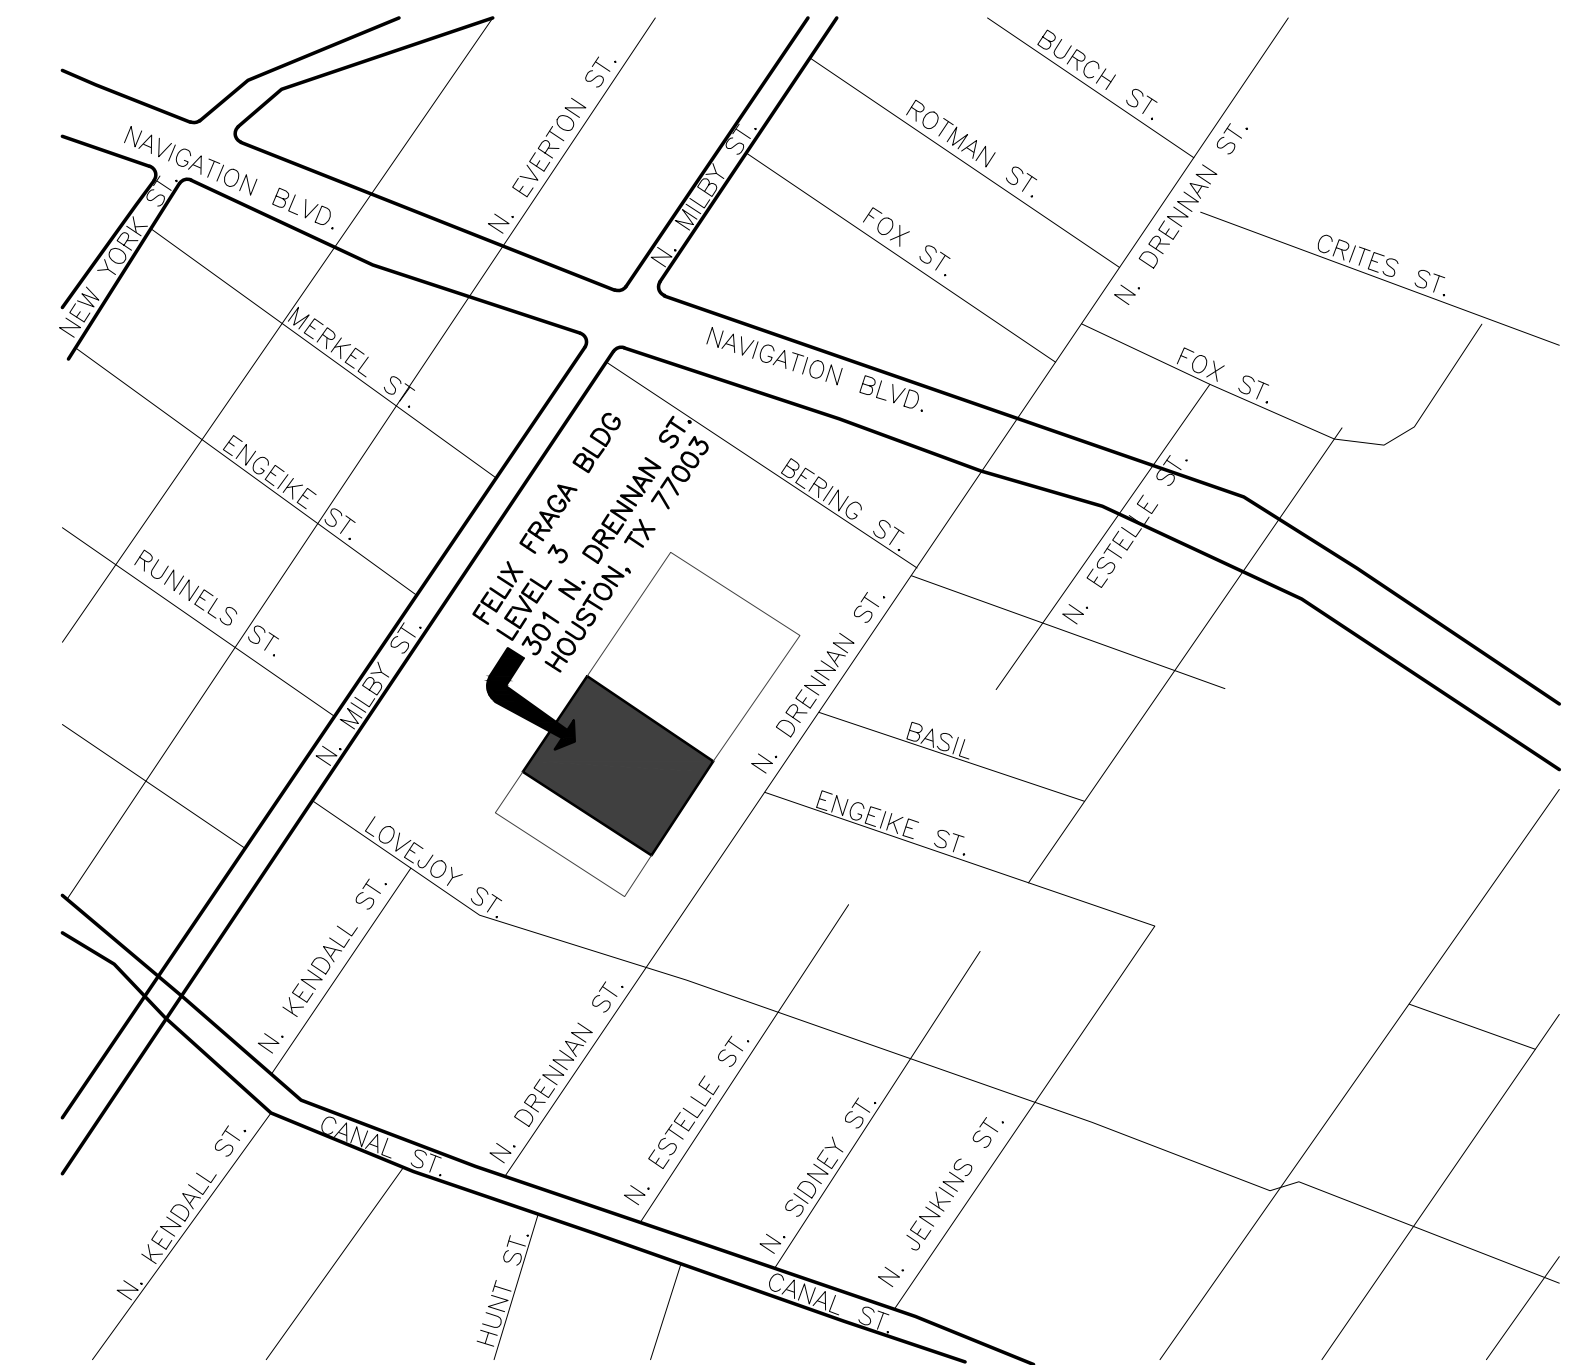 BURCH ST.
N. EVERTON ST.
ROTMAN ST.
N. MILBY ST.
N. DRENNAN ST.
NAVIGATION BLVD.
NEW YORK ST.
FOX ST.
CRITES ST.
MERKEL ST.
NAVIGATION BLVD.
FOX ST.
FELIX FRAGA BLDG
LEVEL 3
301 N. DRENNAN ST.
HOUSTON, TX 77003
ENGEIKE ST.
BERING ST.
N. ESTELLE ST.
RUNNELS ST.
N. MILBY ST.
N. DRENNAN ST.
BASIL
ENGEIKE ST.
LOVEJOY ST.
N. KENDALL ST.
N. DRENNAN ST.
N. ESTELLE ST.
N. SIDNEY ST.
N. JENKINS ST.
CANAL ST.
N. KENDALL ST.
HUNT ST.
CANAL ST.